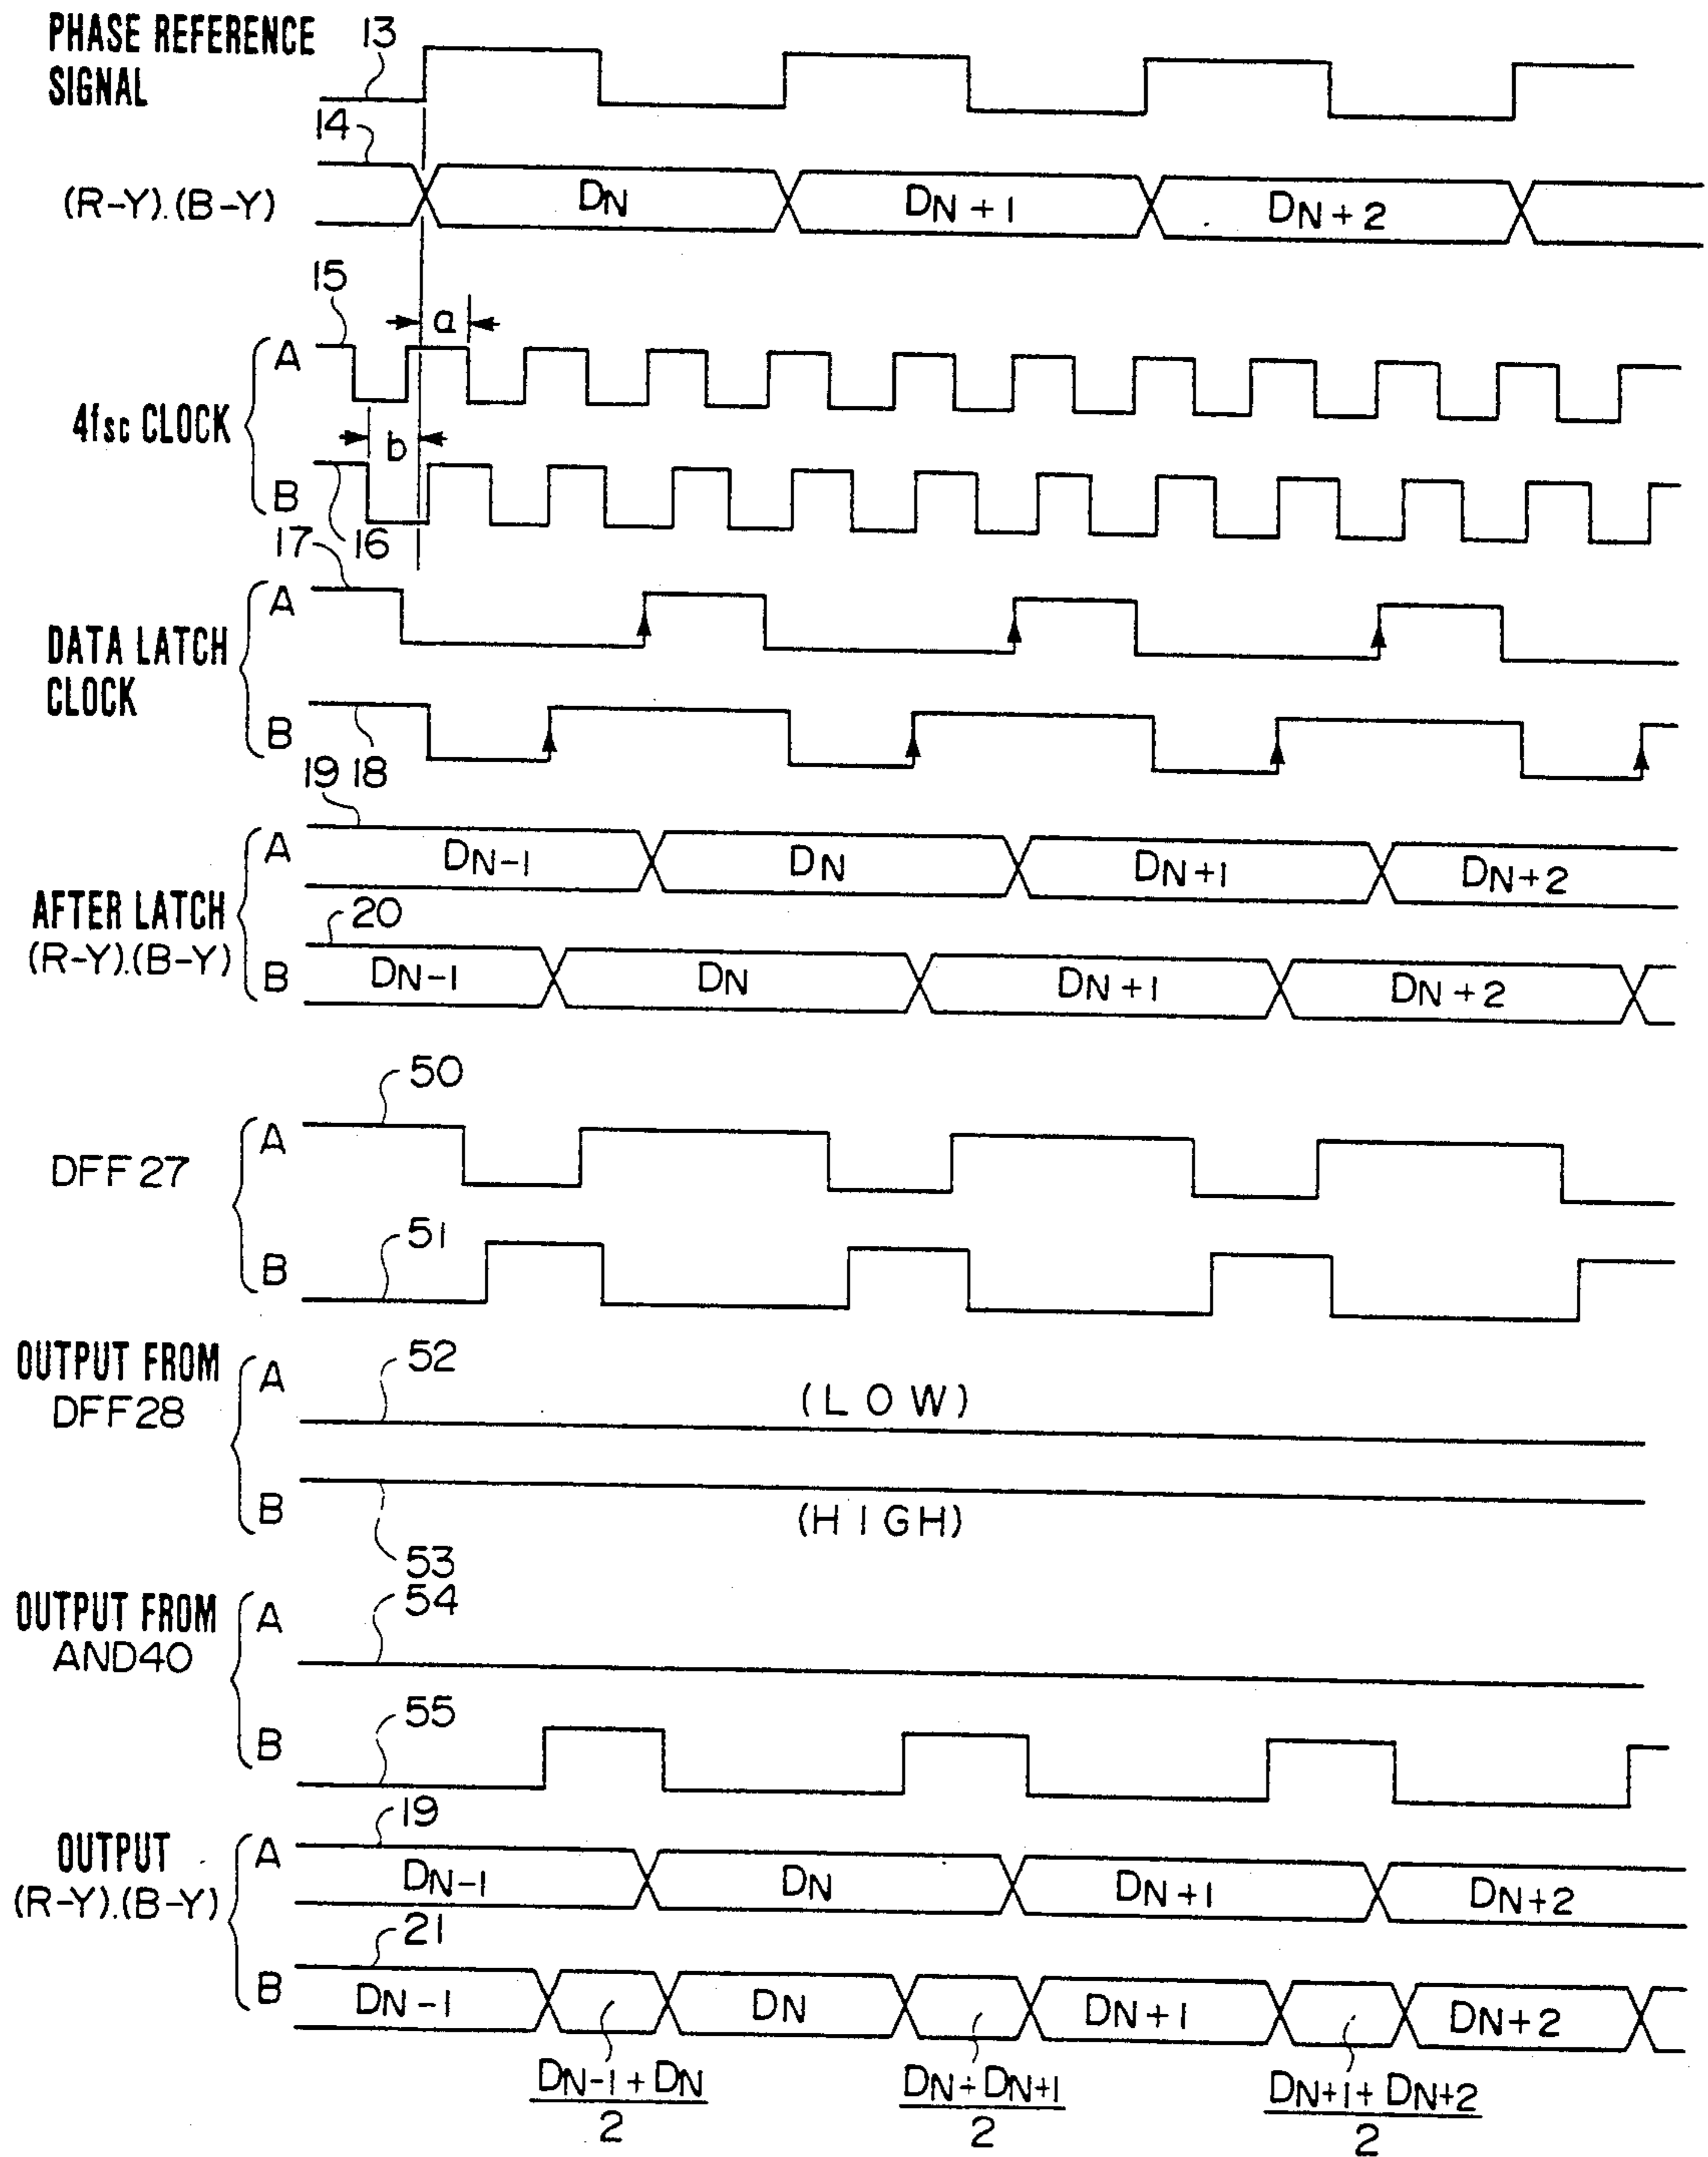 PHASE REFERENCE
SIGNAL
13
14
(R-Y).(B-Y)
DN
DN+1
DN+2
15
a
A
4fsc CLOCK
b
B
16
17
A
DATA LATCH
CLOCK
B
18
19
A
DN-1
DN
DN+1
DN+2
AFTER LATCH
(R-Y).(B-Y)
20
B
DN-1
DN
DN+1
DN+2
50
A
DFF27
51
B
OUTPUT FROM
DFF28
52
A
(LOW)
B
(HIGH)
53
OUTPUT FROM
AND40
54
A
55
B
19
OUTPUT
(R-Y).(B-Y)
A
DN-1
DN
DN+1
DN+2
21
B
DN-1
DN
DN+1
DN+2
DN-1+DN
2
DN+DN+1
2
DN+1+DN+2
2